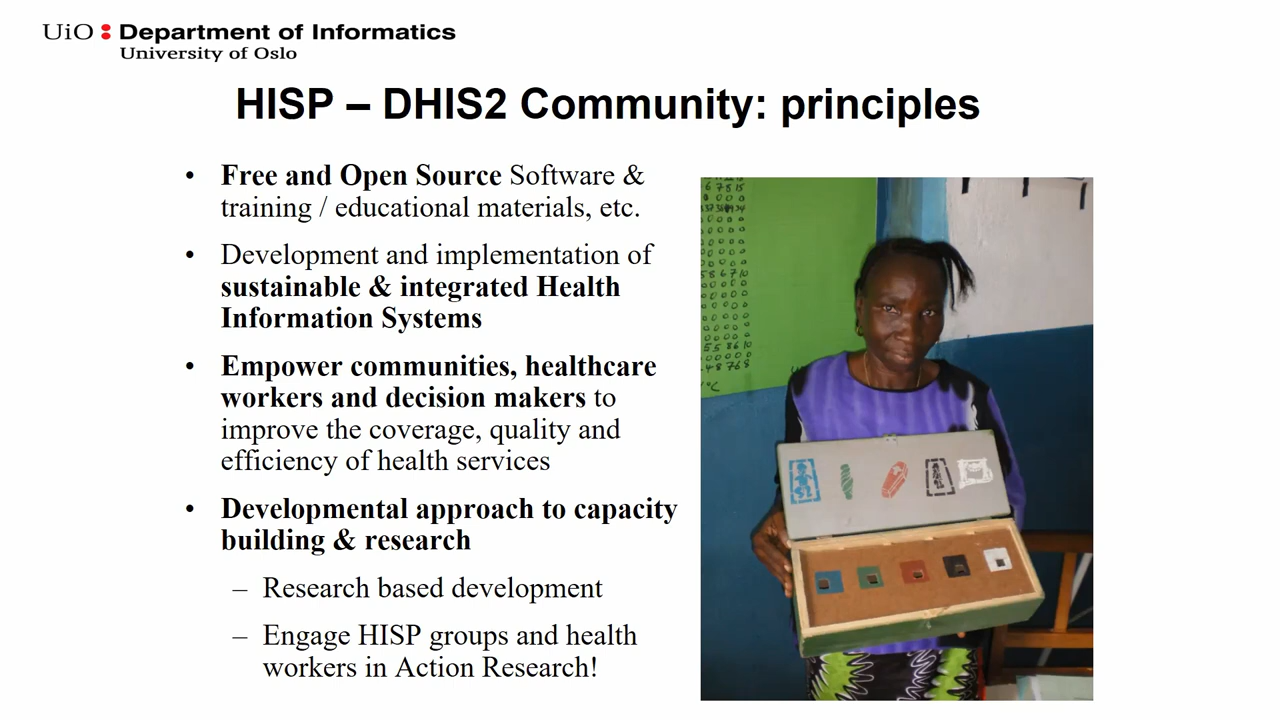 UiO Department of Informatics
University of Oslo
HISP – DHIS2 Community: principles
• Free and Open Source Software &
training / educational materials, etc.
• Development and implementation of
sustainable & integrated Health
Information Systems
• Empower communities, healthcare
workers and decision makers to
improve the coverage, quality and
efficiency of health services
• Developmental approach to capacity
building & research
– Research based development
– Engage HISP groups and health
workers in Action Research!